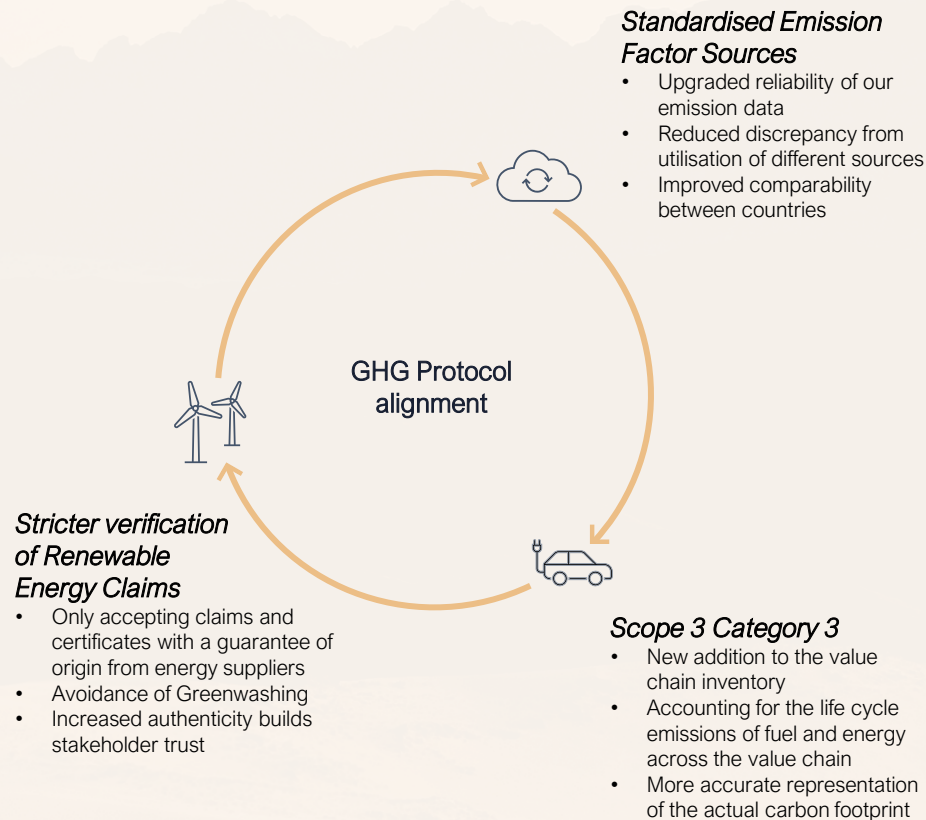 Standardised Emission
Factor Sources
• Upgraded reliability of our
emission data
• Reduced discrepancy from
utilisation of different sources
• Improved comparability
between countries
GHG Protocol
alignment
Stricter verification
of Renewable
Energy Claims
• Only accepting claims and
certificates with a guarantee of
origin from energy suppliers
• Avoidance of Greenwashing
• Increased authenticity builds
stakeholder trust
Scope 3 Category 3
• New addition to the value
chain inventory
• Accounting for the life cycle
emissions of fuel and energy
across the value chain
• More accurate representation
of the actual carbon footprint